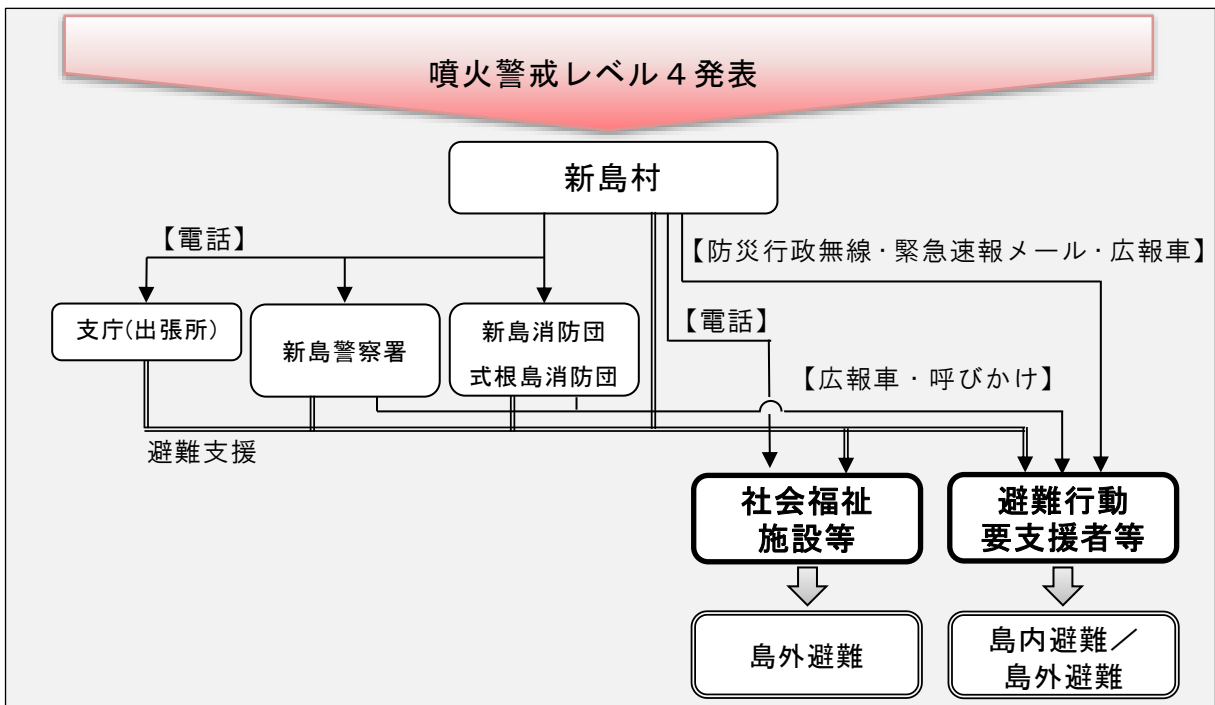 噴火警戒レベル４発表
新島村
【電話】
【防災行政無線・緊急速報メール・広報車】
支庁(出張所)
新島警察署
新島消防団
式根島消防団
【電話】
【広報車・呼びかけ】
避難支援
社会福祉
施設等
避難行動
要支援者等
島外避難
島内避難／
島外避難